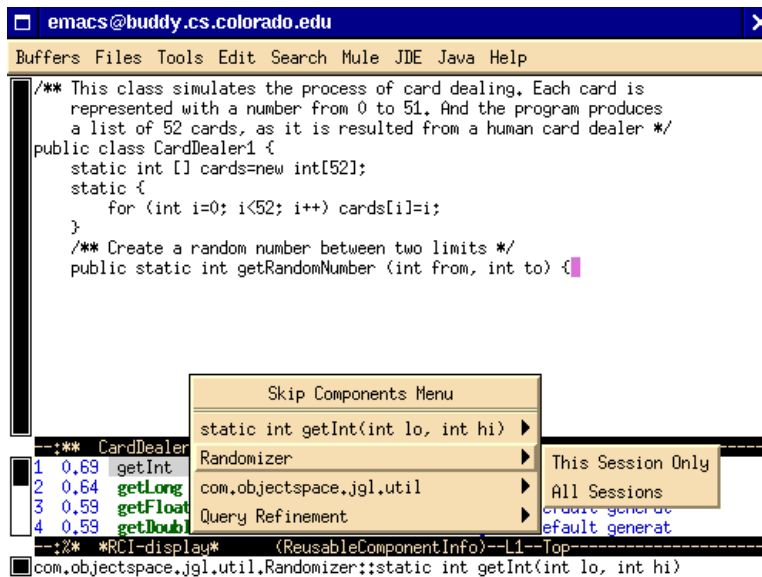 emacs@buddy.cs.colorado.edu
Buffers Files Tools Edit Search Mule JDE Java Help
/** This class simulates the process of card dealing. Each card is
represented with a number from 0 to 51. And the program produces
a list of 52 cards, as it is resulted from a human card dealer */
public class CardDealer1 {
static int [] cards=new int[52];
static {
for (int i=0; i<52; i++) cards[i]=i;
}
/** Create a random number between two limits */
public static int getRandomNumber (int from, int to) {
Skip Components Menu
static int getInt(int lo, int hi)
Randomizer
com.objectspace.jgl.util
Query Refinement
This Session Only
All Sessions
--:** CardDealer
1 0.69 getInt
2 0.64 getLong
3 0.59 getFloat efault generat
4 0.59 getDoubl efault generat
--:%* *RCI-display* (ReusableComponentInfo)--L1--Top
com.objectspace.jgl.util.Randomizer::static int getInt(int lo, int hi)